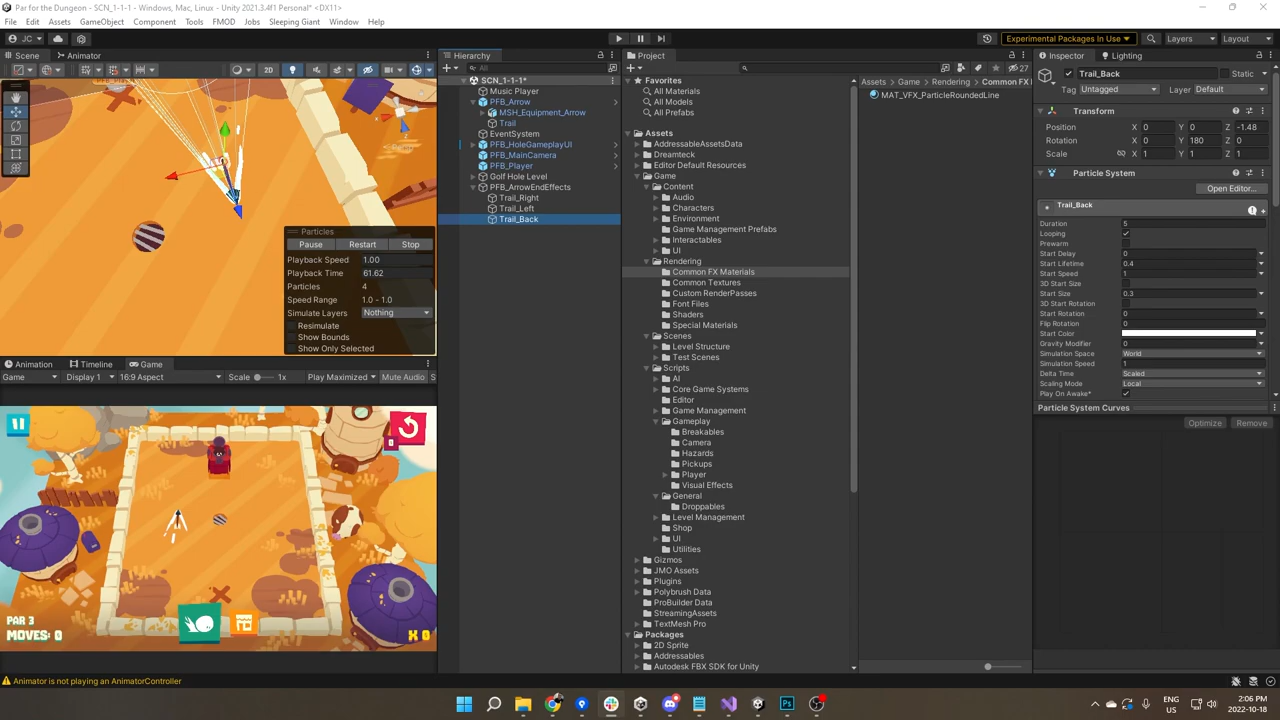 Par for the Dungeon - SCN_1-1-1 - Windows, Mac, Linux - Unity 2021.3.4f1 Personal* <DX11>
File Edit Assets GameObject Component Tools FMOD Jobs Sleeping Giant Window Help
JC Experimental Packages In Use Layers Layout
Scene Animator
2D
Particles
Pause Restart Stop
Playback Speed 1.00
Playback Time 61.62
Particles 4
Speed Range 1.0 - 1.0
Simulate Layers Nothing
Resimulate
Show Bounds
Show Only Selected
Animation Timeline Game
Game Display 1 16:9 Aspect Scale 1x Play Maximized Mute Audio S
0
PAR 3
MOVES: 0
X 0
Animator is not playing an AnimatorController
Hierarchy
All
SCN_1-1-1*
Music Player
PFB_Arrow
MSH_Equipment_Arrow
Trail
EventSystem
PFB_HoleGameplayUI
PFB_MainCamera
PFB_Player
Golf Hole Level
PFB_ArrowEndEffects
Trail_Right
Trail_Left
Trail_Back
Project
27
Favorites
All Materials
All Models
All Prefabs
Assets
AddressableAssetsData
Dreamteck
Editor Default Resources
Game
Content
Audio
Characters
Environment
Game Management Prefabs
Interactables
UI
Rendering
Common FX Materials
Common Textures
Custom RenderPasses
Font Files
Shaders
Special Materials
Scenes
Level Structure
Test Scenes
Scripts
AI
Core Game Systems
Editor
Game Management
Gameplay
Breakables
Camera
Hazards
Pickups
Player
Visual Effects
General
Droppables
Level Management
Shop
UI
Utilities
Gizmos
JMO Assets
Plugins
Polybrush Data
ProBuilder Data
StreamingAssets
TextMesh Pro
Packages
2D Sprite
Addressables
Autodesk FBX SDK for Unity
Assets Game Rendering Common FX
MAT_VFX_ParticleRoundedLine
Inspector Lighting
Trail_Back Static
Tag Untagged Layer Default
Transform
Position X 0 Y 0 Z -1.48
Rotation X 0 Y 180 Z 0
Scale X 1 Y 1 Z 1
Particle System
Open Editor...
Trail_Back
Duration 5
Looping
Prewarm
Start Delay 0
Start Lifetime 0.4
Start Speed 1
3D Start Size
Start Size 0.3
3D Start Rotation
Start Rotation 0
Flip Rotation 0
Start Color
Gravity Modifier 0
Simulation Space World
Simulation Speed 1
Delta Time Scaled
Scaling Mode Local
Play On Awake*
Particle System Curves
Optimize Remove
ENG
US
2:06 PM
2022-10-18